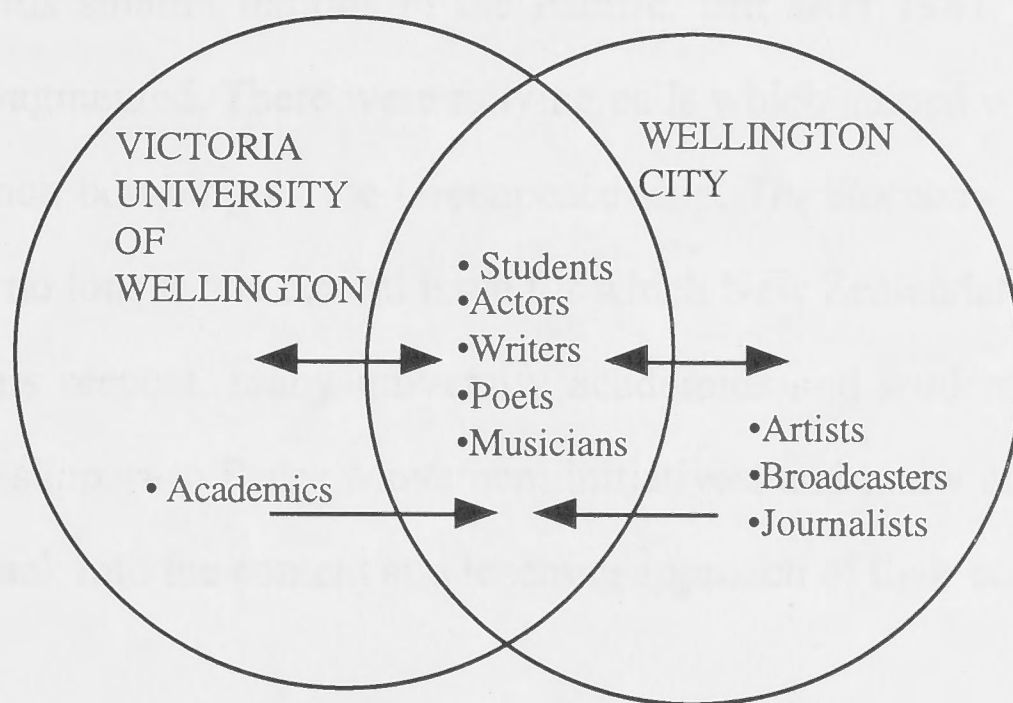 VICTORIA
UNIVERSITY
OF
WELLINGTON
• Academics
• Students
•Actors
•Writers
•Poets
•Musicians
WELLINGTON
CITY
•Artists
•Broadcasters
•Journalists